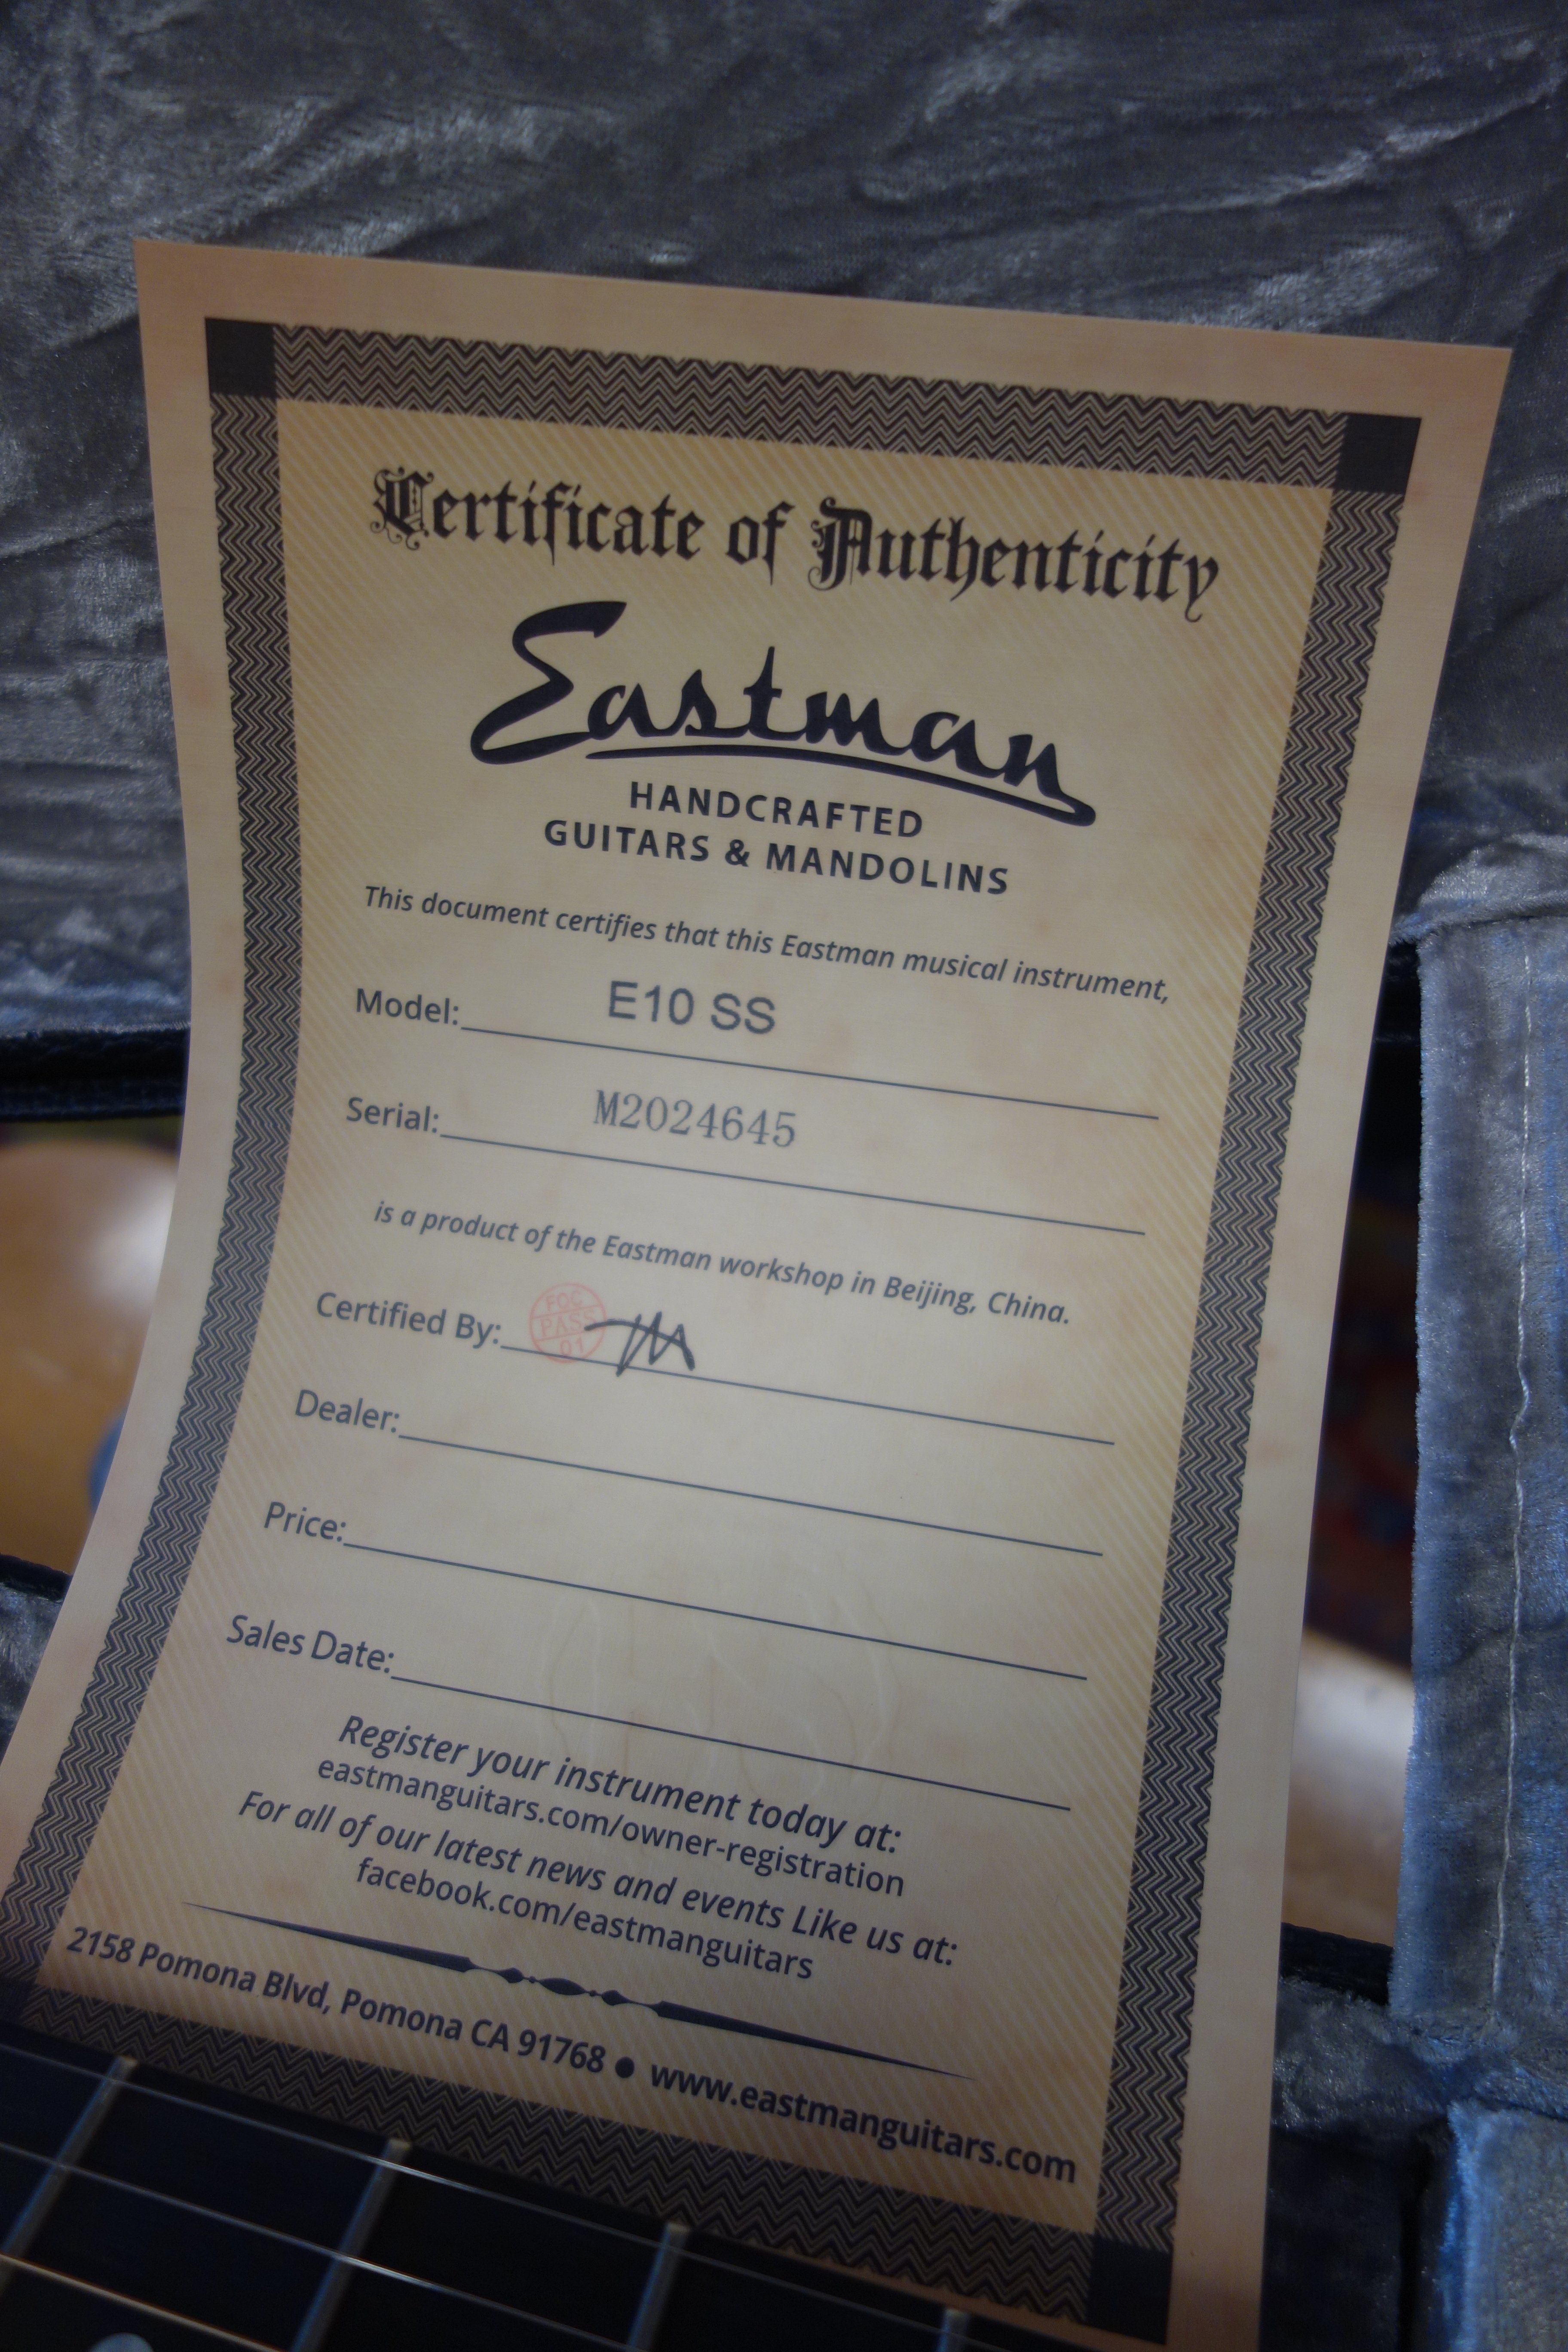 Certificate of Authenticity
Eastman
HANDCRAFTED
GUITARS & MANDOLINS
This document certifies that this Eastman musical instrument,
Model: E10 SS
Serial: M2024645
is a product of the Eastman workshop in Beijing, China.
Certified By:
PASS
01
Dealer:
Price:
Sales Date:
Register your instrument today at:
eastmanguitars.com/owner-registration
For all of our latest news and events Like us at:
facebook.com/eastmanguitars
2158 Pomona Blvd, Pomona CA 91768 ● www.eastmanguitars.com